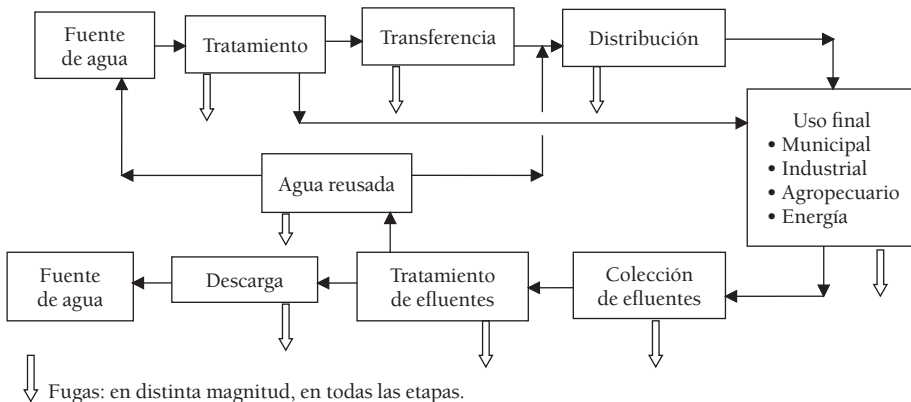 Fuente
de agua
Tratamiento
Transferencia
Distribución
Uso final
• Municipal
• Industrial
• Agropecuario
• Energía
Agua reusada
Fuente
de agua
Descarga
Tratamiento
de efluentes
Colección
de efluentes
Fugas: en distinta magnitud, en todas las etapas.